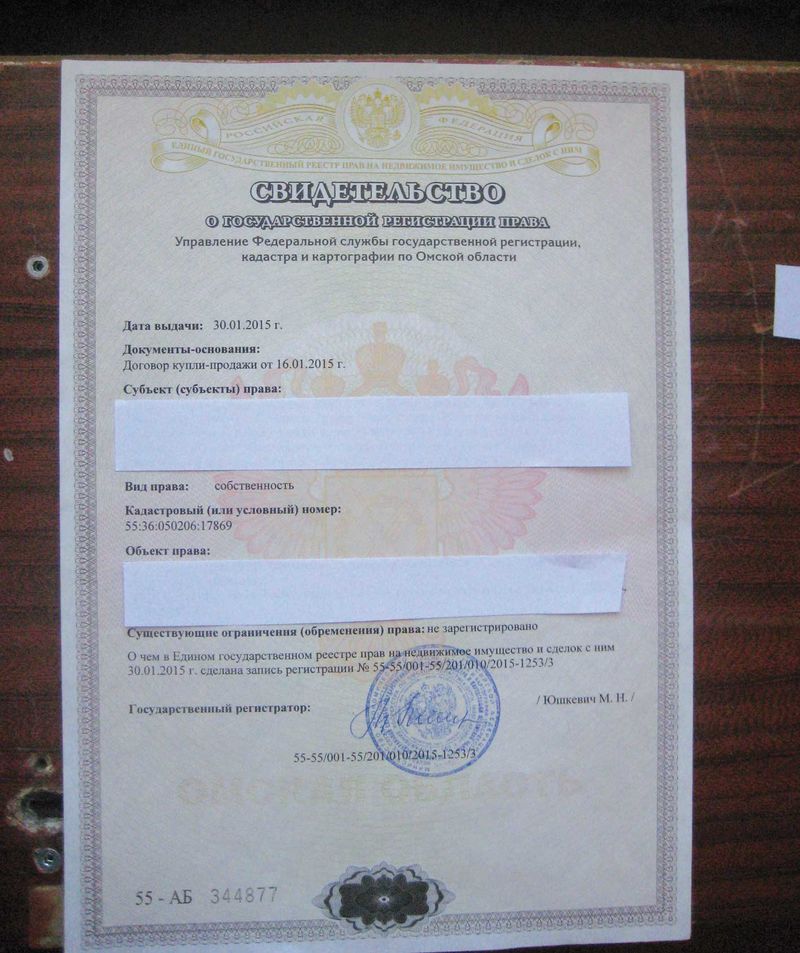 РОССИЙСКАЯ ФЕДЕРАЦИЯ
ЕДИНЫЙ ГОСУДАРСТВЕННЫЙ РЕЕСТР ПРАВ НА НЕДВИЖИМОЕ ИМУЩЕСТВО И СДЕЛОК С НИМ
СВИДЕТЕЛЬСТВО
О ГОСУДАРСТВЕННОЙ РЕГИСТРАЦИИ ПРАВА
Управление Федеральной службы государственной регистрации,
кадастра и картографии по Омской области
Дата выдачи: 30.01.2015 г.
Документы-основания:
Договор купли-продажи от 16.01.2015 г.
Субъект (субъекты) права:
Вид права: собственность
Кадастровый (или условный) номер:
55:36:050206:17869
Объект права:
Существующие ограничения (обременения) права: не зарегистрировано
О чем в Едином государственном реестре прав на недвижимое имущество и сделок с ним
30.01.2015 г. сделана запись регистрации № 55-55/001-55/201/010/2015-1253/3
Государственный регистратор:
/ Юшкевич М. Н. /
55-55/001-55/201/010/2015-1253/3
55 - АБ 344877